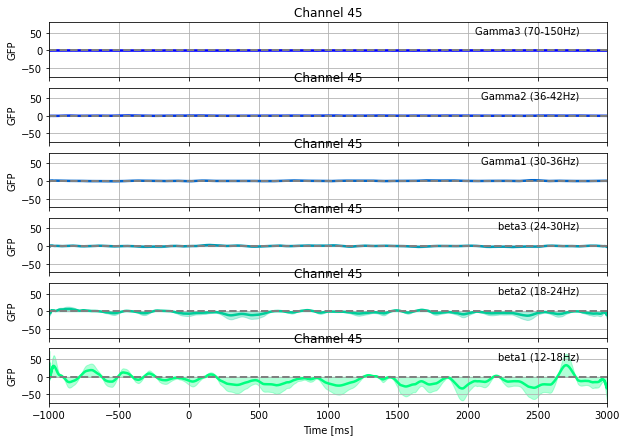 Channel 45
GFP
50
0
−50
Gamma3 (70-150Hz)
Channel 45
GFP
50
0
−50
Gamma2 (36-42Hz)
Channel 45
GFP
50
0
−50
Gamma1 (30-36Hz)
Channel 45
GFP
50
0
−50
beta3 (24-30Hz)
Channel 45
GFP
50
0
−50
beta2 (18-24Hz)
Channel 45
GFP
50
0
−50
beta1 (12-18Hz)
−1000 −500 0 500 1000 1500 2000 2500 3000
Time [ms]